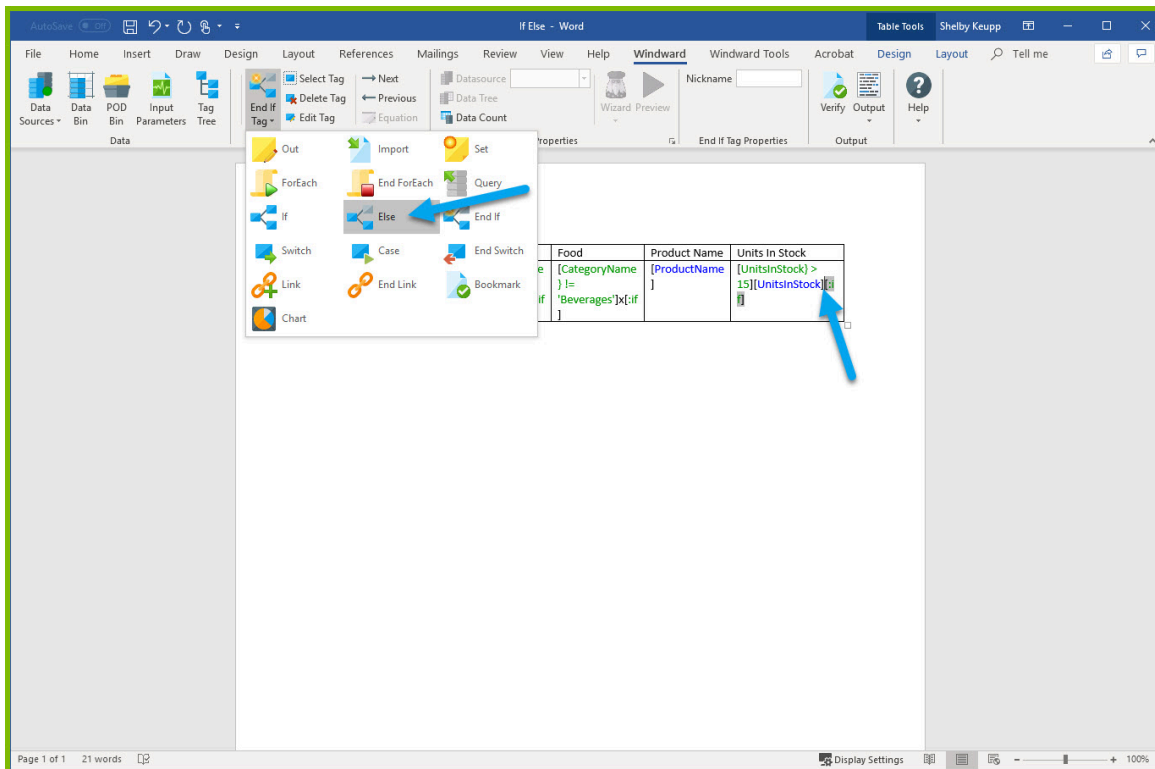 AutoSave Off If Else - Word Table Tools Shelby Keupp
File Home Insert Draw Design Layout References Mailings Review View Help Windward Windward Tools Acrobat Design Layout Tell me
Data Sources
Data Bin
POD Bin
Input Parameters
Tag Tree
Data
End If Tag
Select Tag
Delete Tag
Edit Tag
Next
Previous
Equation
Datasource
Data Tree
Data Count
Wizard Preview
roperties
Nickname
End If Tag Properties
Verify Output
Output
Help
Out Import Set
ForEach End ForEach Query
If Else End If
Switch Case End Switch
Link End Link Bookmark
Chart
Food Product Name Units In Stock
e
if
[CategoryName
} !=
'Beverages']x[:if
]
[ProductName
]
[UnitsInStock} >
15][UnitsInStock][:i
f]
Page 1 of 1 21 words Display Settings 100%